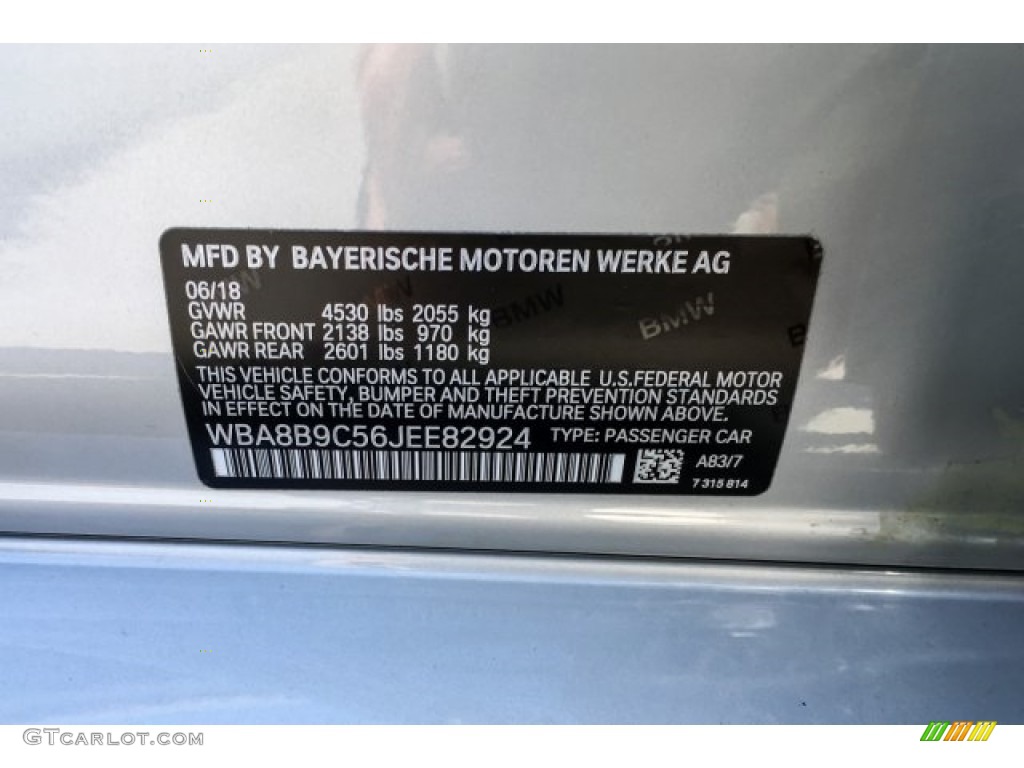 MFD BY BAYERISCHE MOTOREN WERKE AG
06/18
GVWR 4530 lbs 2055 kg
GAWR FRONT 2138 lbs 970 kg
GAWR REAR 2601 lbs 1180 kg
THIS VEHICLE CONFORMS TO ALL APPLICABLE U.S.FEDERAL MOTOR
VEHICLE SAFETY, BUMPER AND THEFT PREVENTION STANDARDS
IN EFFECT ON THE DATE OF MANUFACTURE SHOWN ABOVE.
WBA8B9C56JEE82924 TYPE: PASSENGER CAR
A83/7
7 315 814
BMW
BMW
GTCarlot.com